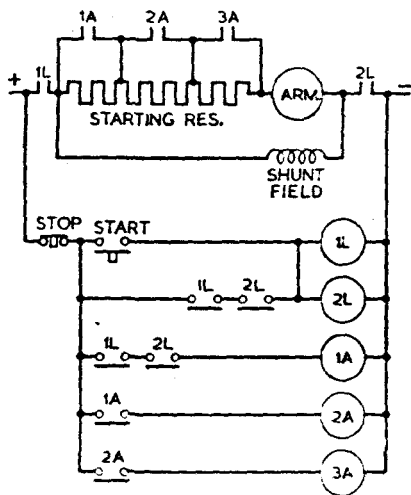 1A 2A 3A
+ 1L ARM. 2L −
STARTING RES.
SHUNT
FIELD
STOP START 1L
1L 2L 2L
1L 2L 1A
1A 2A
2A 3A